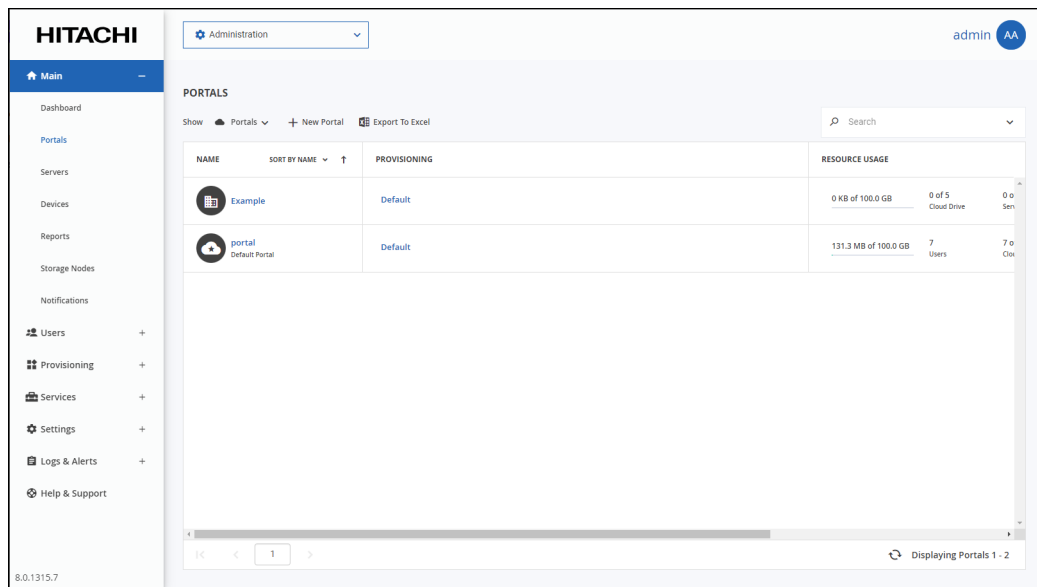 HITACHI
Administration
admin AA
Main
Dashboard
Portals
Servers
Devices
Reports
Storage Nodes
Notifications
Users
Provisioning
Services
Settings
Logs & Alerts
Help & Support
8.0.1315.7
PORTALS
Show Portals New Portal Export To Excel Search
NAME SORT BY NAME PROVISIONING RESOURCE USAGE
Example Default 0 KB of 100.0 GB 0 of 5
Cloud Drive
portal Default 131.3 MB of 100.0 GB 7
Default Portal Users
1 Displaying Portals 1 - 2